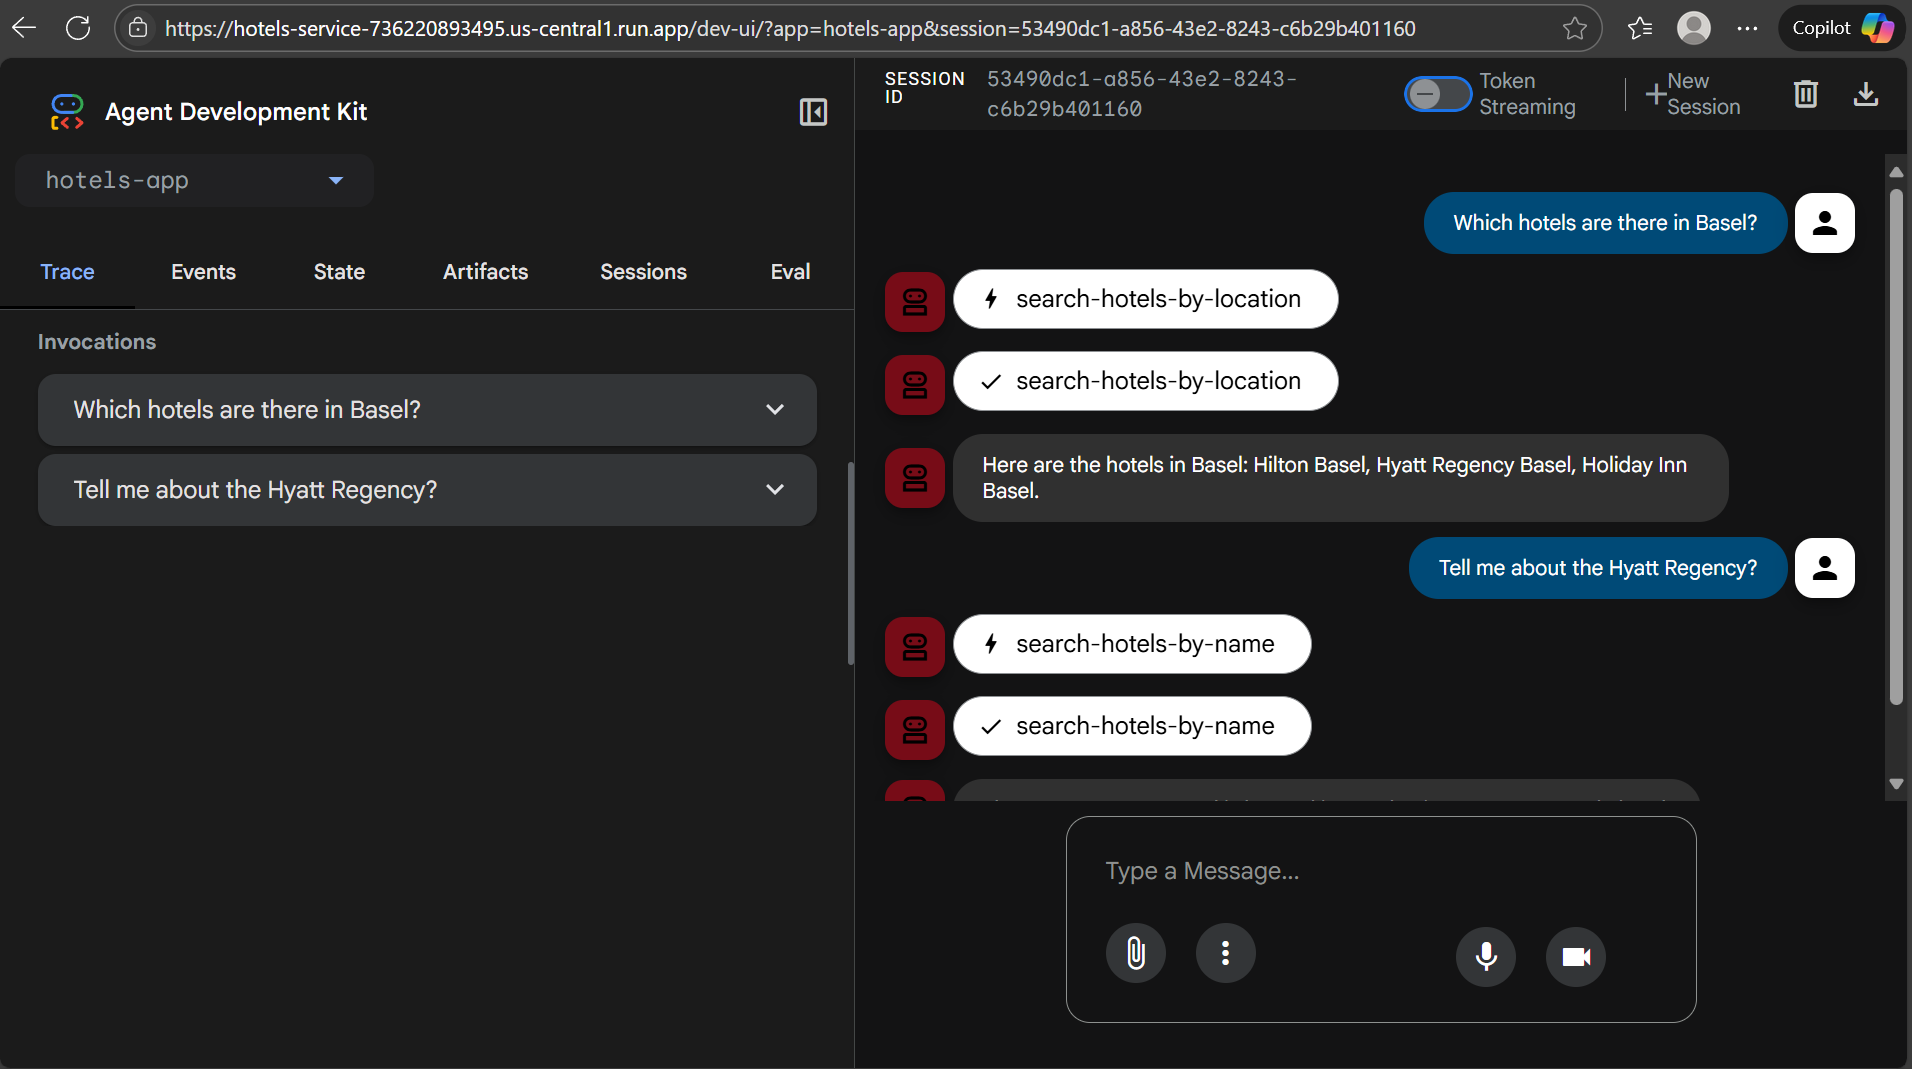 https://hotels-service-736220893495.us-central1.run.app/dev-ui/?app=hotels-app&session=53490dc1-a856-43e2-8243-c6b29b401160
Copilot
Agent Development Kit
hotels-app
Trace
Events
State
Artifacts
Sessions
Eval
Invocations
Which hotels are there in Basel?
Tell me about the Hyatt Regency?
SESSION
ID
53490dc1-a856-43e2-8243-
c6b29b401160
Token
Streaming
New
Session
Which hotels are there in Basel?
search-hotels-by-location
search-hotels-by-location
Here are the hotels in Basel: Hilton Basel, Hyatt Regency Basel, Holiday Inn
Basel.
Tell me about the Hyatt Regency?
search-hotels-by-name
search-hotels-by-name
Type a Message...